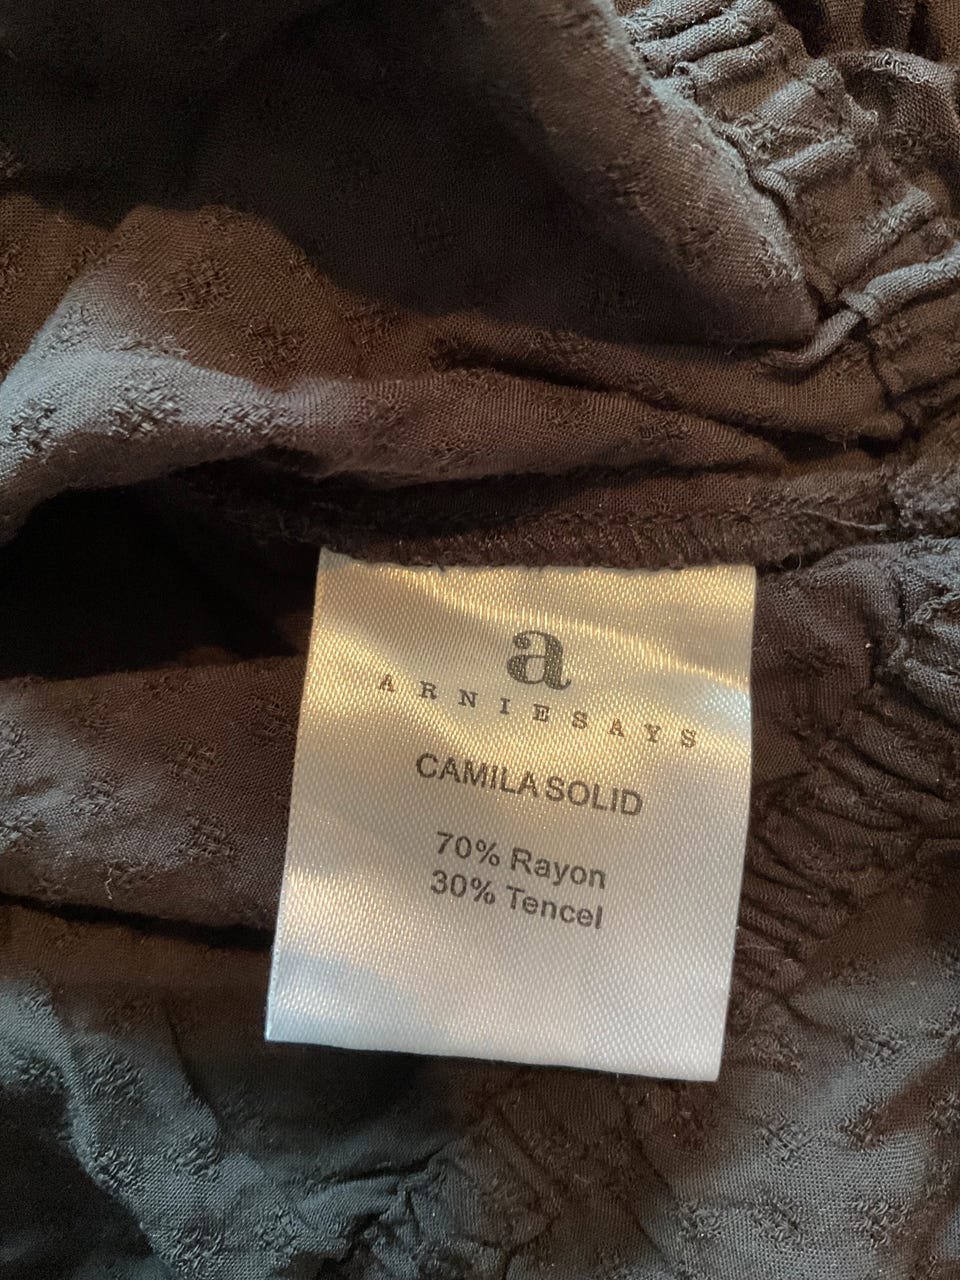 a
ARNIESAYS
CAMILA SOLID
70% Rayon
30% Tencel